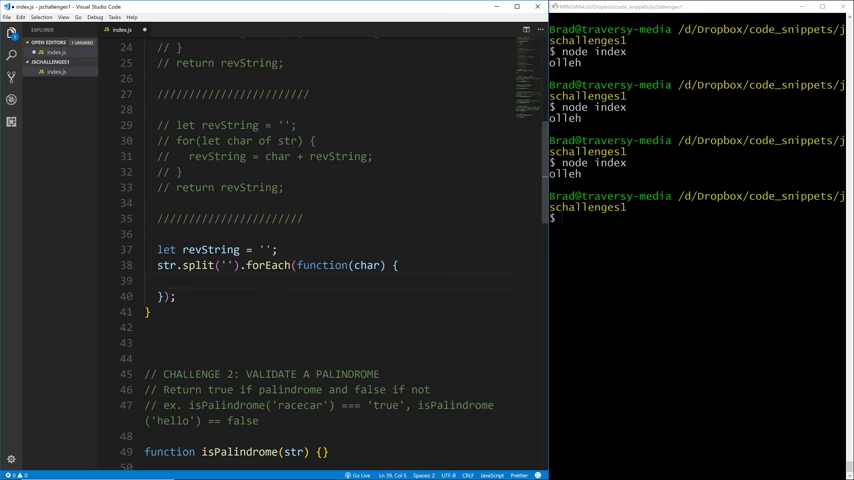 index.js - jschallenges1 - Visual Studio Code
File Edit Selection View Go Debug Tasks Help
EXPLORER
OPEN EDITORS 1 UNSAVED
index.js
JSCHALLENGES1
index.js
index.js
24 // }
25 // return revString;
26
27 ///////////////////////
28
29 // let revString = '';
30 // for(let char of str) {
31 // revString = char + revString;
32 // }
33 // return revString;
34
35 ///////////////////////
36
37 let revString = '';
38 str.split('').forEach(function(char) {
39
40 });
41 }
42
43
44
45 // CHALLENGE 2: VALIDATE A PALINDROME
46 // Return true if palindrome and false if not
47 // ex. isPalindrome('racecar') === 'true', isPalindrome
('hello') == false
48
49 function isPalindrome(str) {}
50
0 0
Go Live Ln 39, Col 5 Spaces: 2 UTF-8 CRLF JavaScript Prettier
MINGW64:/d/Dropbox/code_snippets/jschallenges1
Brad@traversy-media /d/Dropbox/code_snippets/j
schallenges1
$ node index
olleh
Brad@traversy-media /d/Dropbox/code_snippets/j
schallenges1
$ node index
olleh
Brad@traversy-media /d/Dropbox/code_snippets/j
schallenges1
$ node index
olleh
Brad@traversy-media /d/Dropbox/code_snippets/j
schallenges1
$